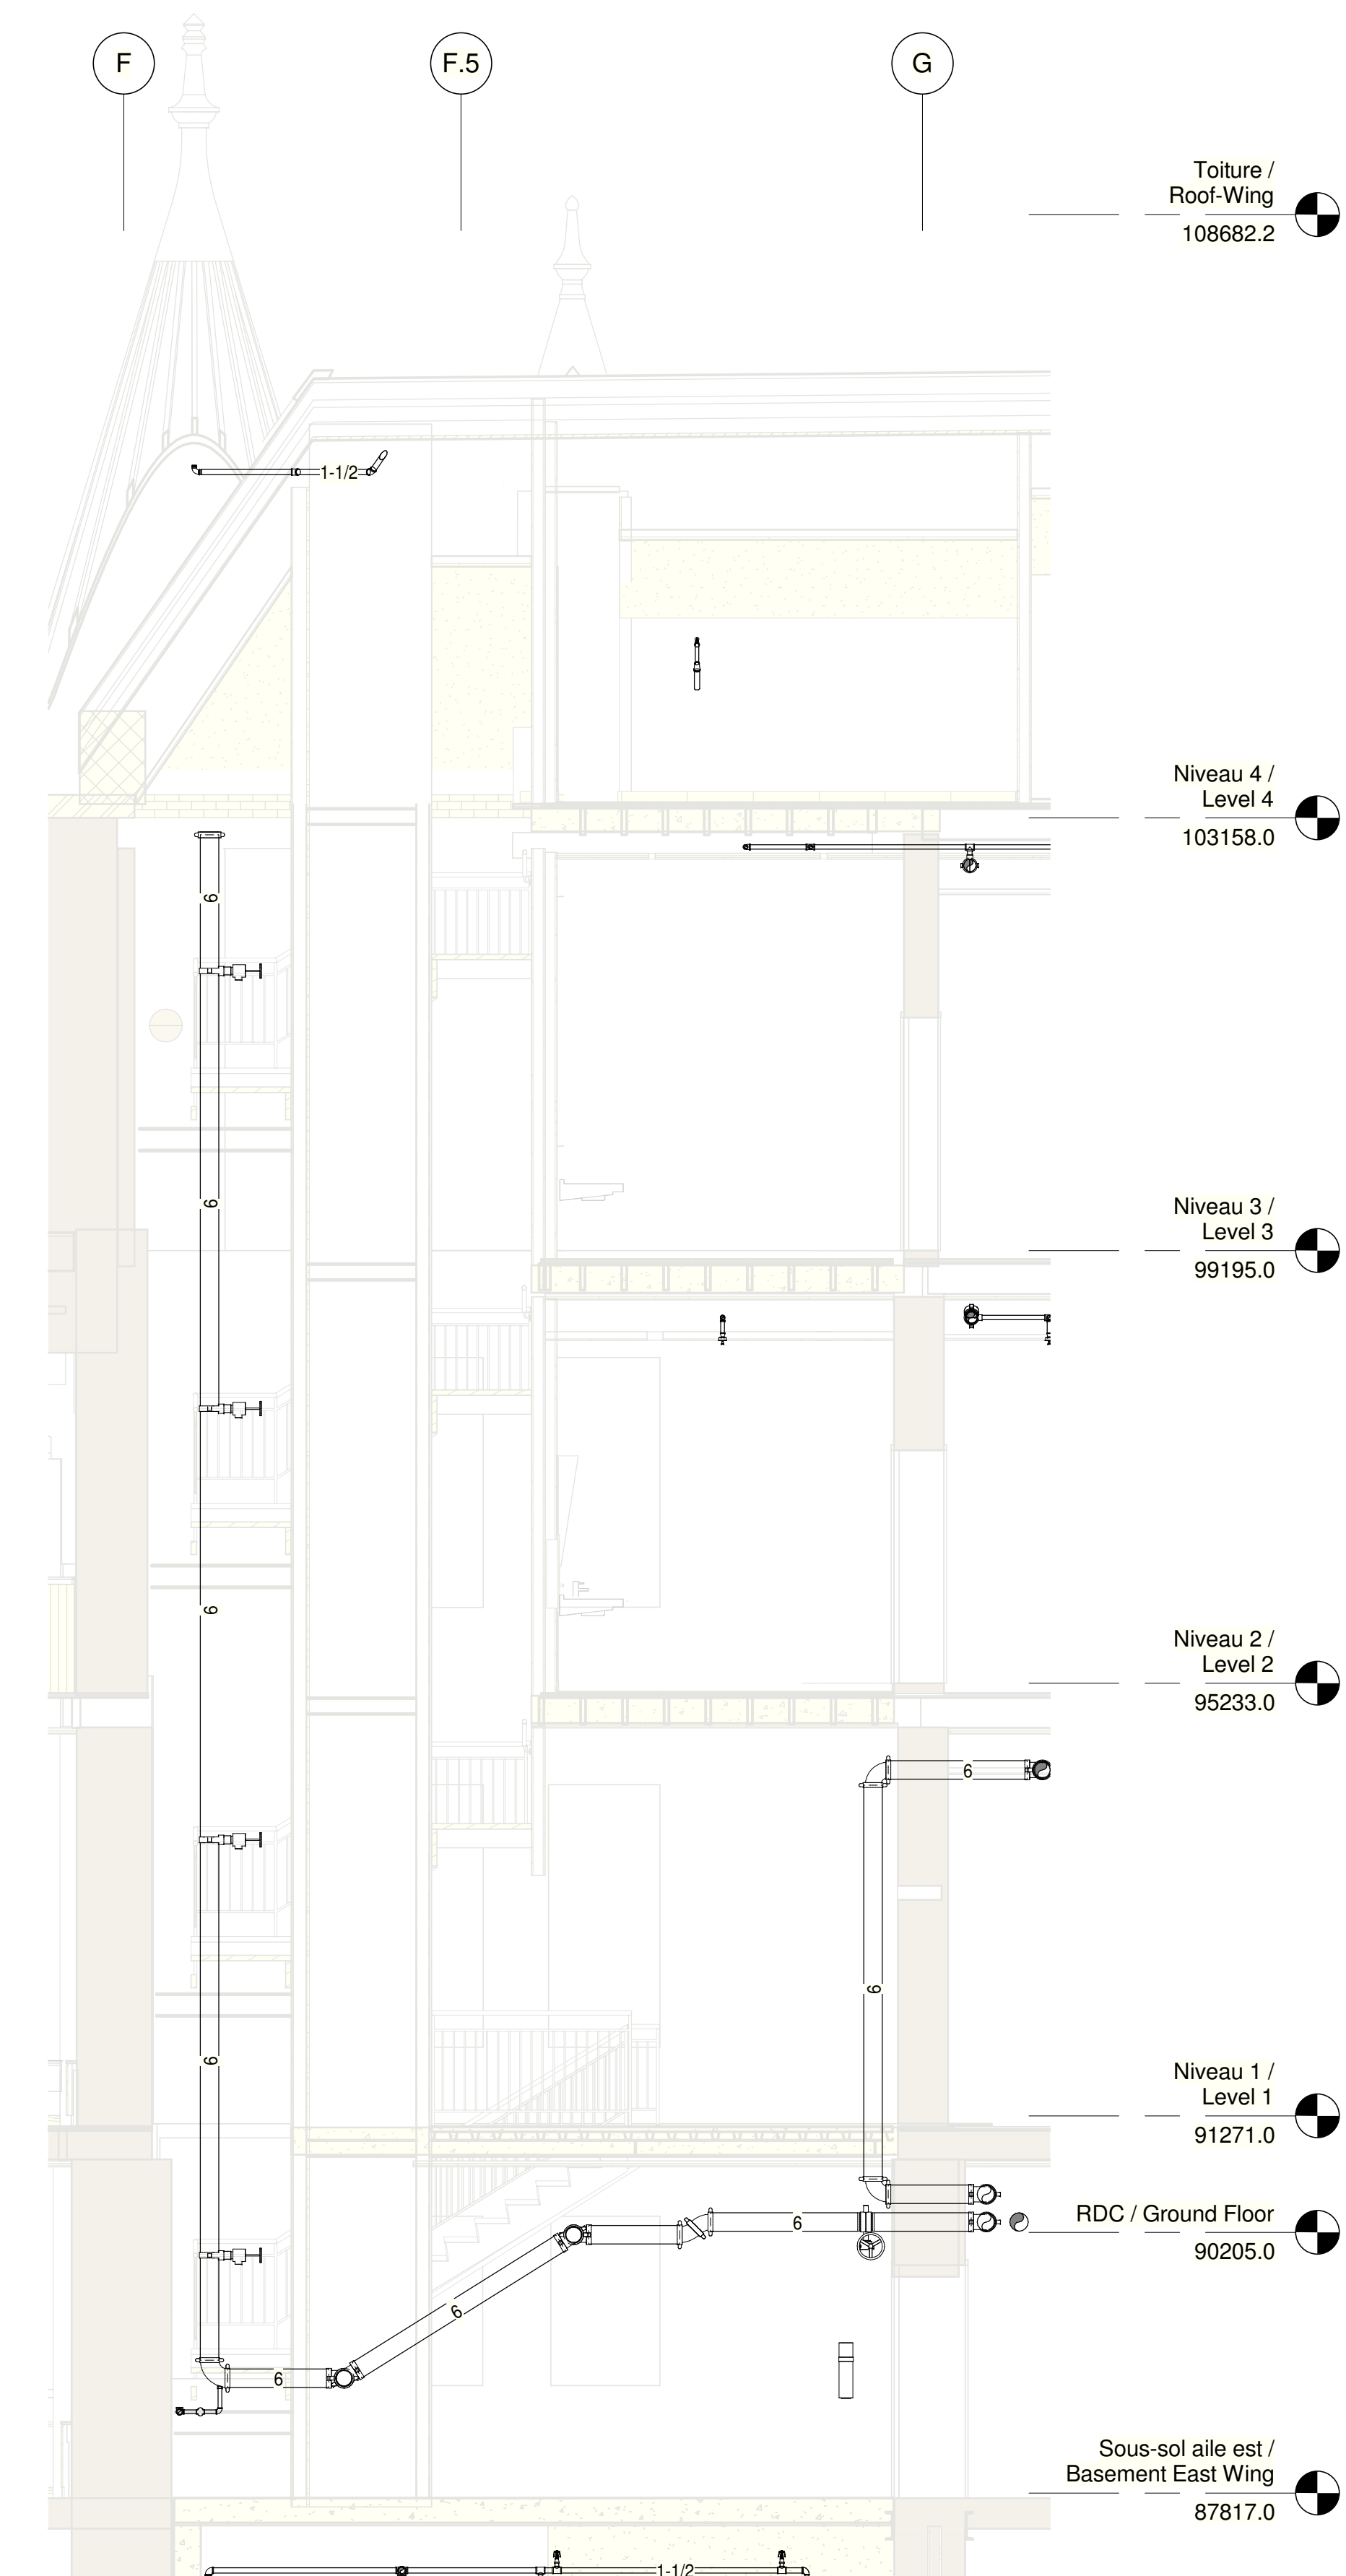 F
F.5
G
Toiture /
Roof-Wing
108682.2
1-1/2
Niveau 4 /
Level 4
103158.0
6
6
Niveau 3 /
Level 3
99195.0
6
Niveau 2 /
Level 2
95233.0
6
6
6
Niveau 1 /
Level 1
91271.0
RDC / Ground Floor
6
90205.0
6
6
Sous-sol aile est /
Basement East Wing
87817.0
1-1/2